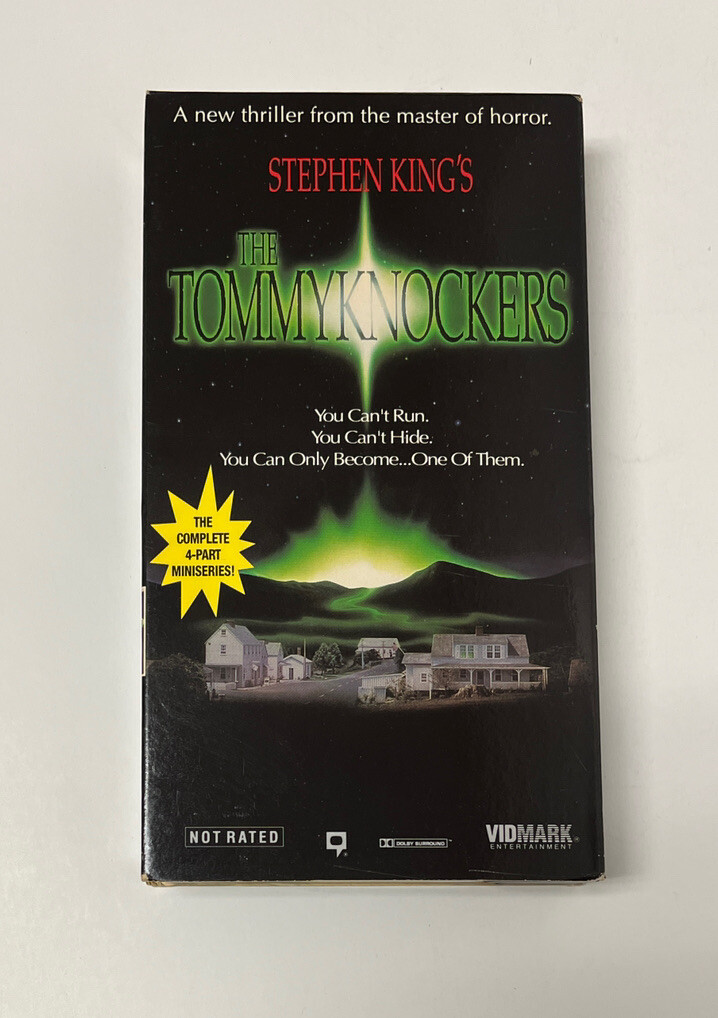 A new thriller from the master of horror.
STEPHEN KING'S
THE
TOMMYKNOCKERS
You Can't Run.
You Can't Hide.
You Can Only Become...One Of Them.
THE
COMPLETE
4-PART
MINISERIES!
NOT RATED
DOLBY SURROUND
VIDMARK
ENTERTAINMENT